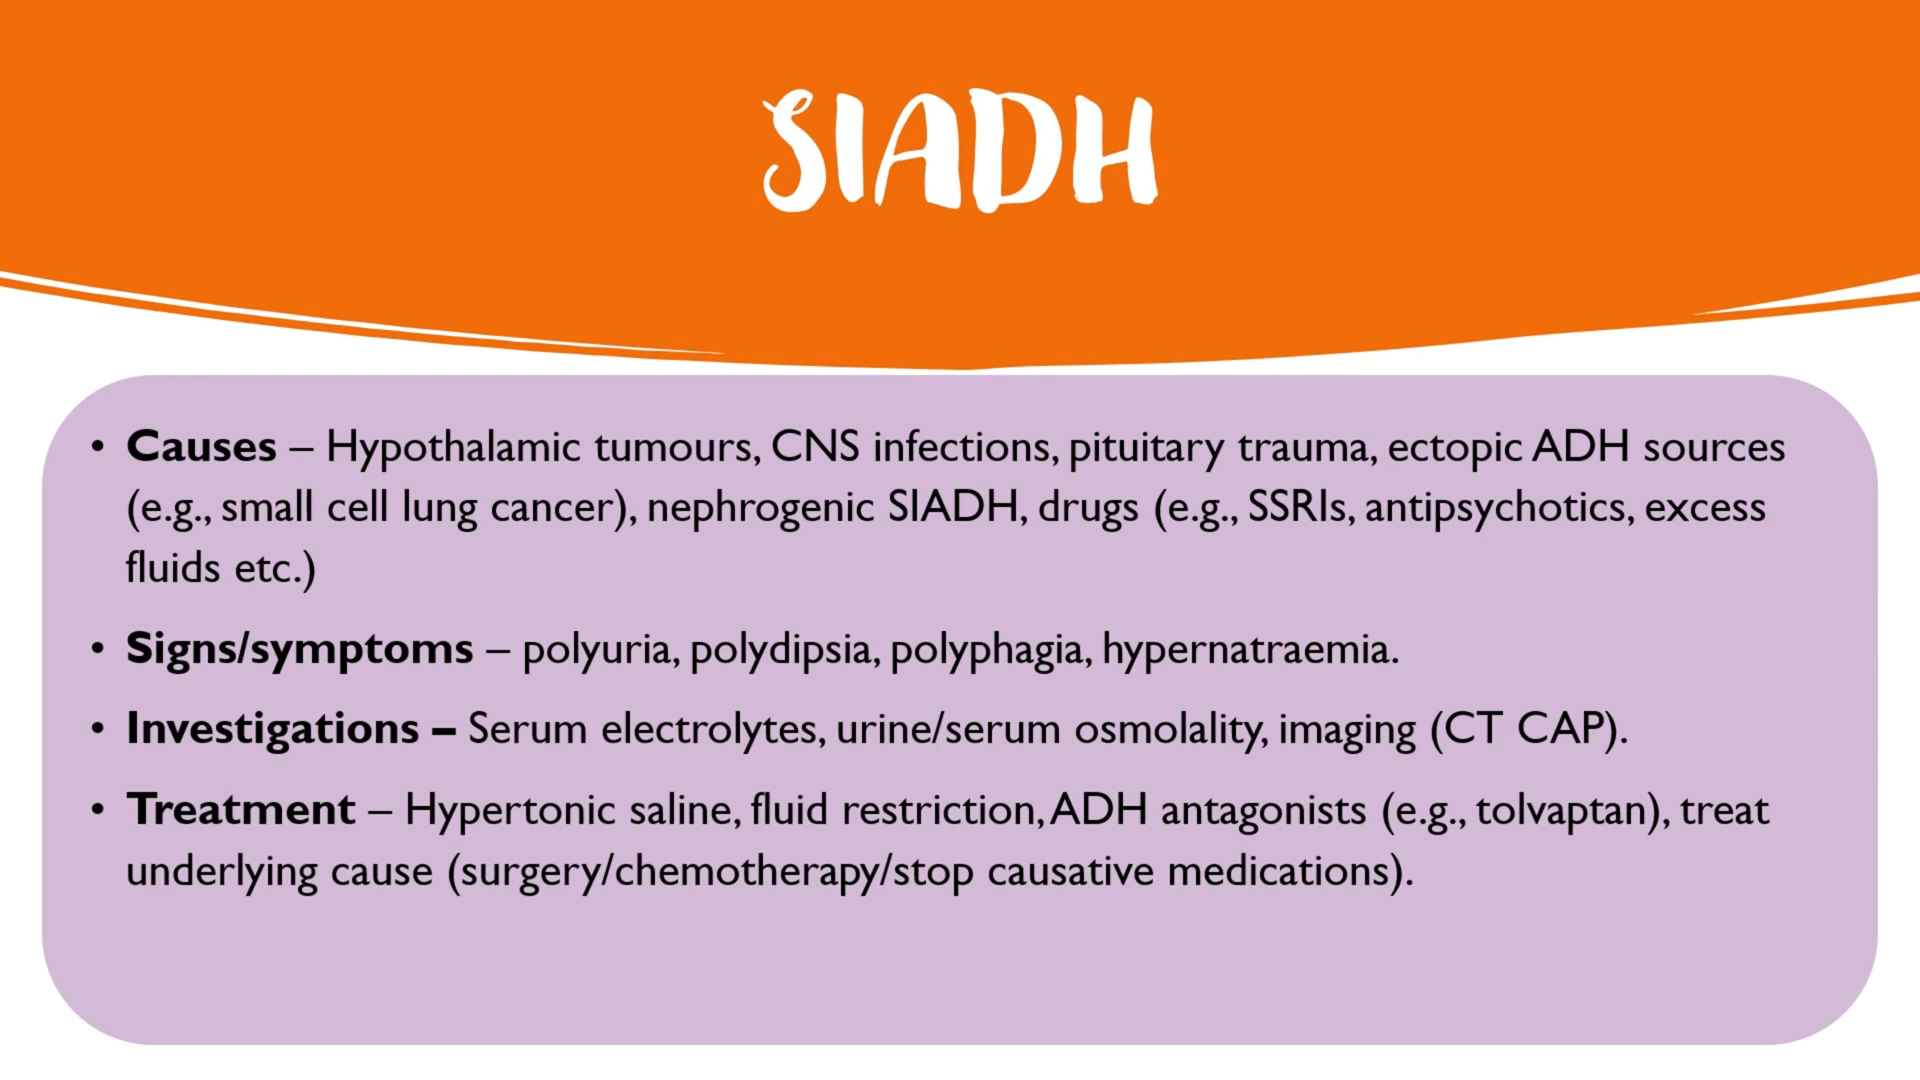 SIADH
• Causes – Hypothalamic tumours, CNS infections, pituitary trauma, ectopic ADH sources
(e.g., small cell lung cancer), nephrogenic SIADH, drugs (e.g., SSRIs, antipsychotics, excess
fluids etc.)
• Signs/symptoms – polyuria, polydipsia, polyphagia, hypernatraemia.
• Investigations – Serum electrolytes, urine/serum osmolality, imaging (CT CAP).
• Treatment – Hypertonic saline, fluid restriction, ADH antagonists (e.g., tolvaptan), treat
underlying cause (surgery/chemotherapy/stop causative medications).